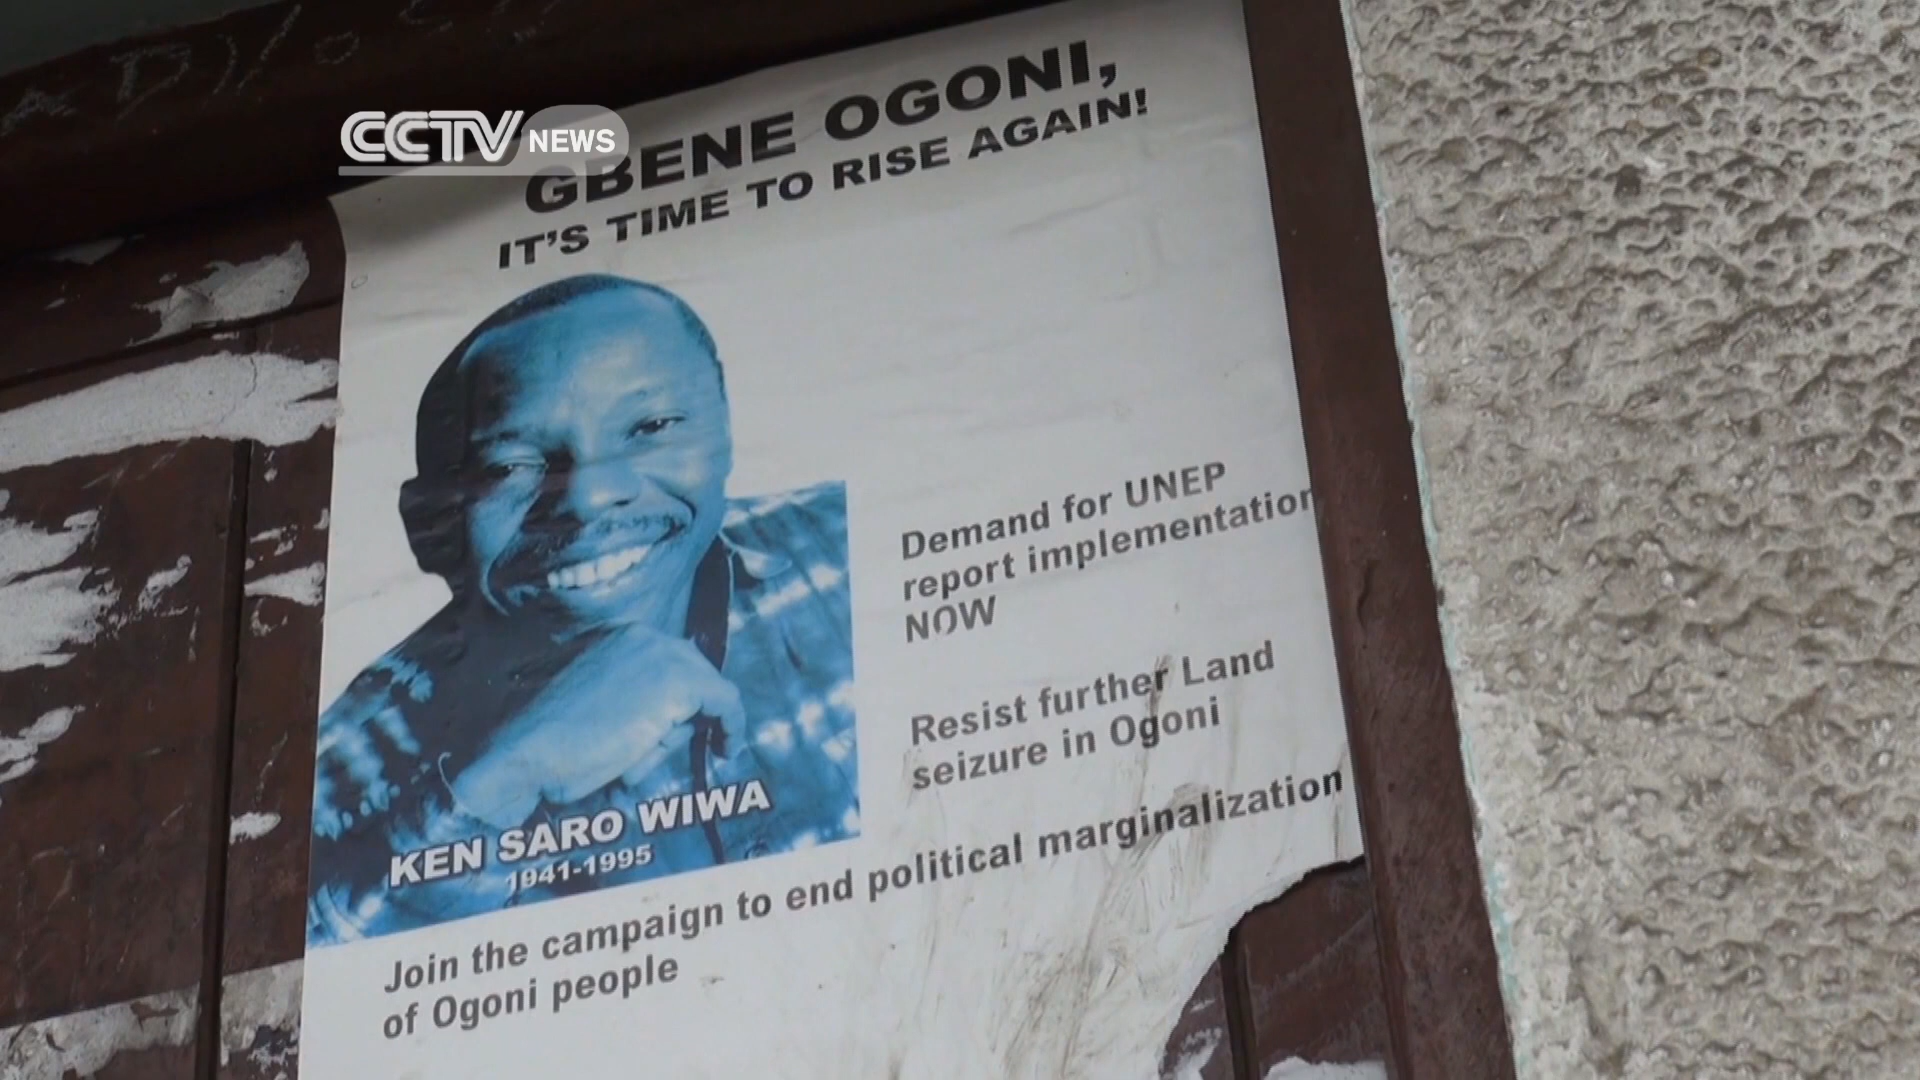 CCTV NEWS
GBENE OGONI,
IT'S TIME TO RISE AGAIN!
Demand for UNEP
report implementation
NOW
Resist further Land
seizure in Ogoni
KEN SARO WIWA
1941-1995
Join the campaign to end political marginalization
of Ogoni people